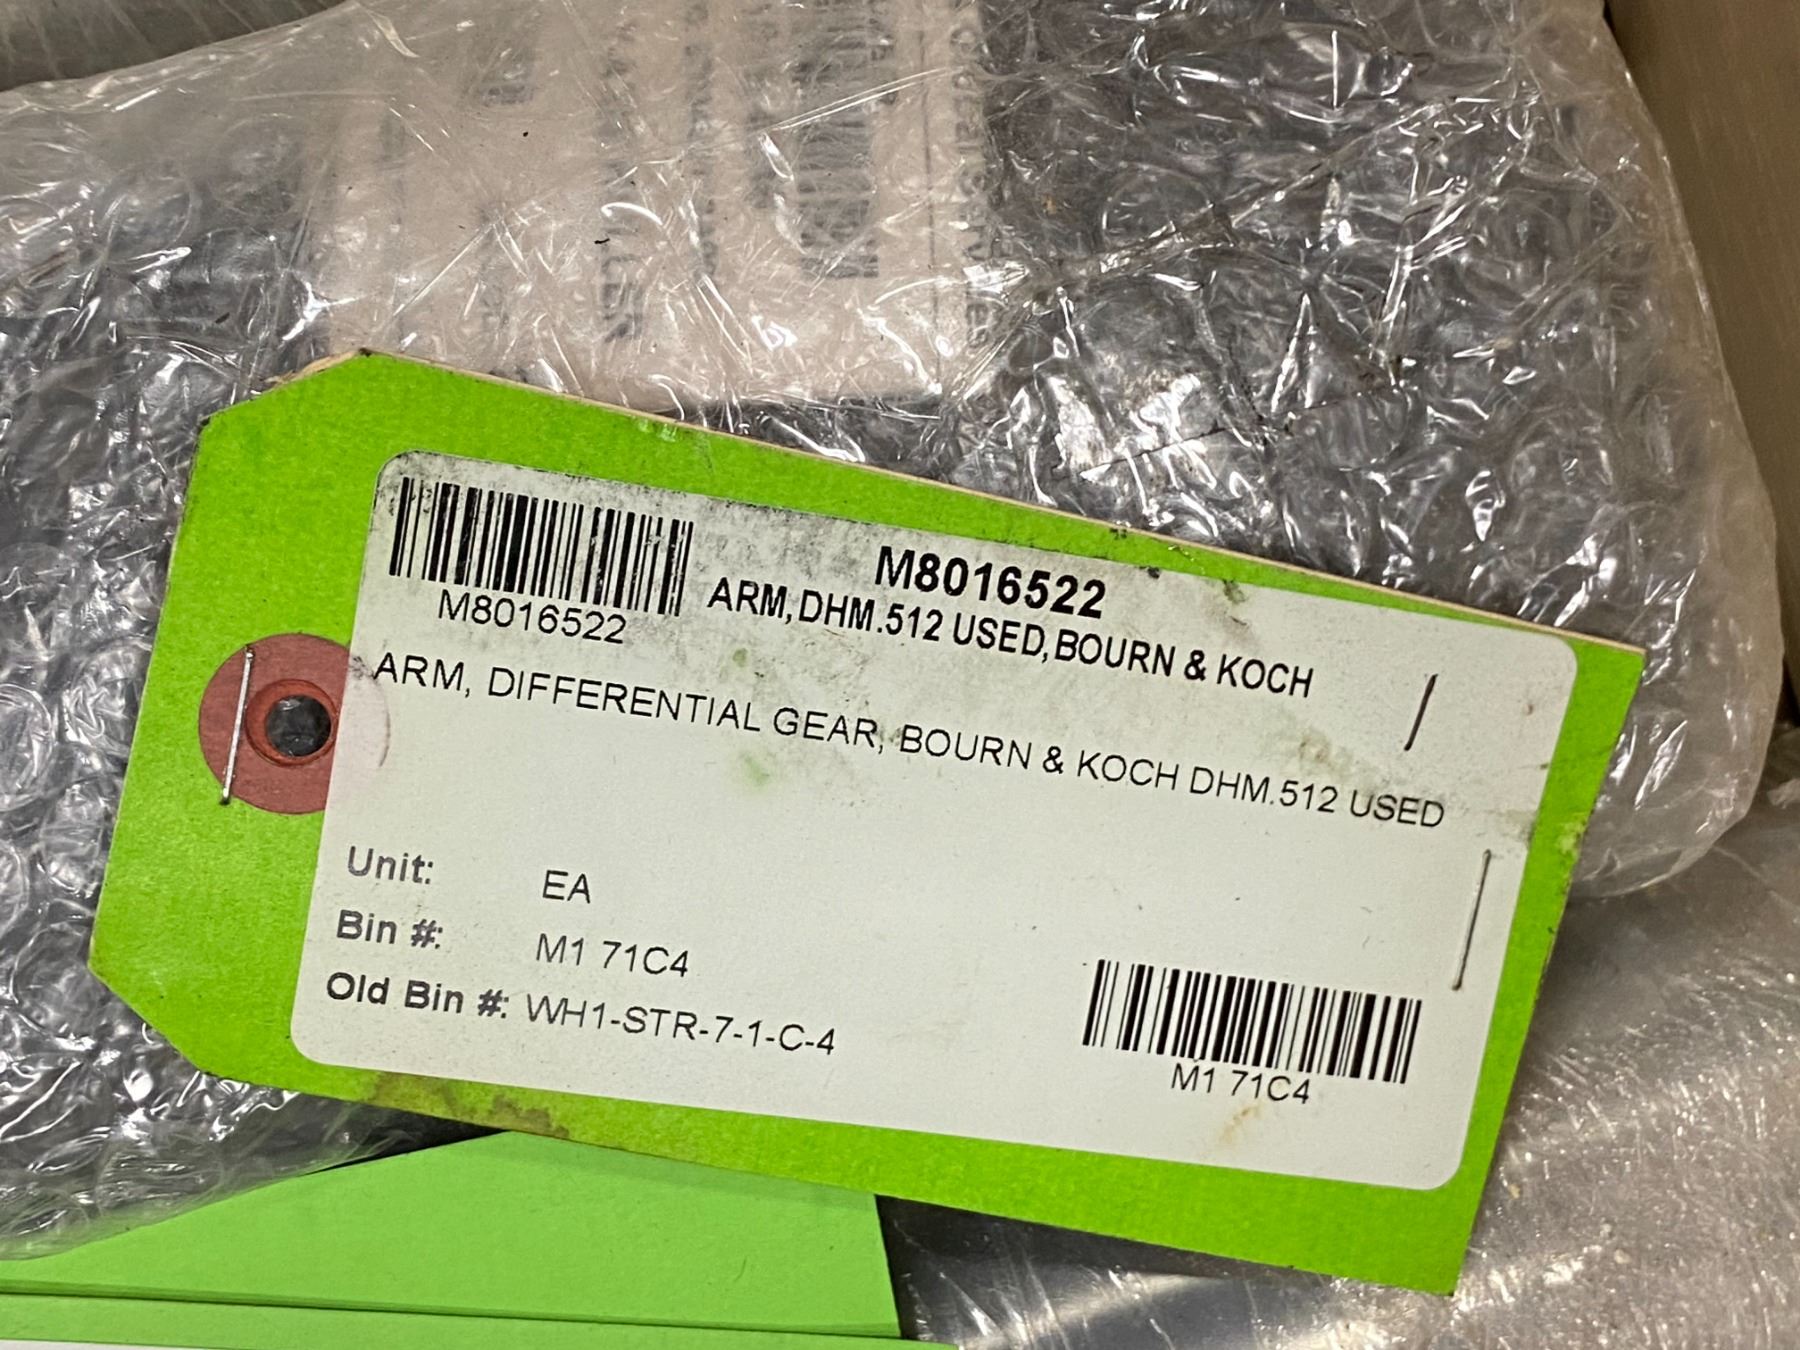 M8016522
ARM,DHM.512 USED,BOURN & KOCH
M8016522
ARM, DIFFERENTIAL GEAR, BOURN & KOCH DHM.512 USED
Unit: EA
Bin #: M1 71C4
Old Bin #: WH1-STR-7-1-C-4
M1 71C4